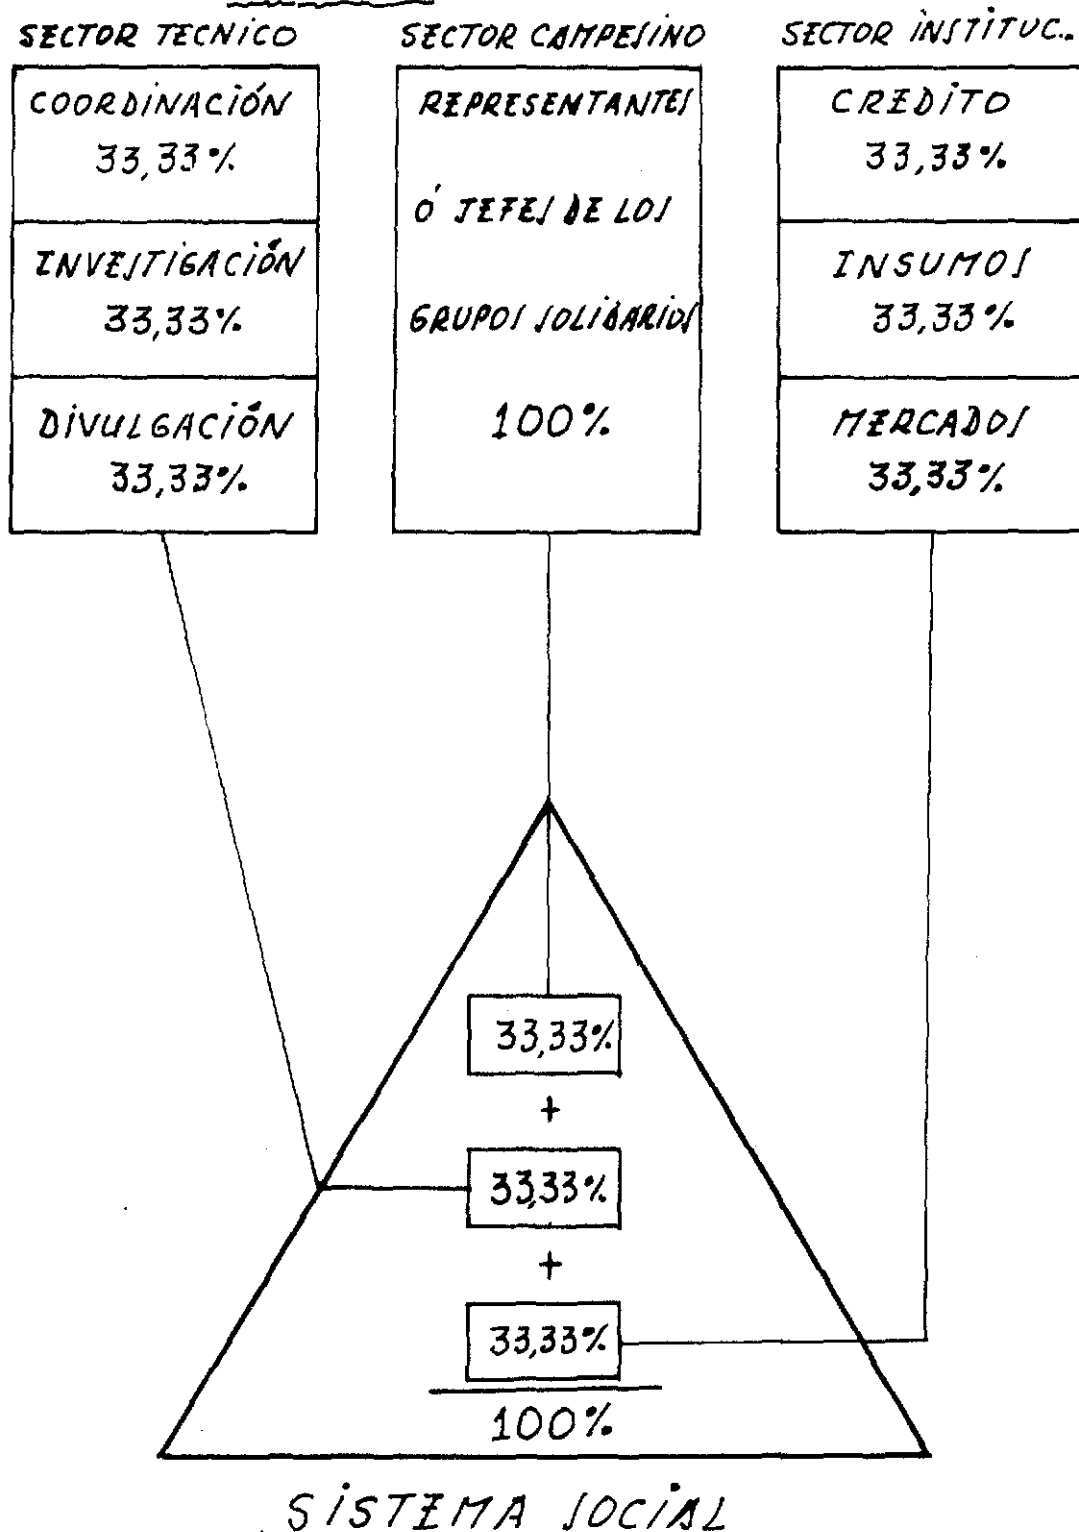 SECTOR TECNICO
COORDINACIÓN
33,33%
INVESTIGACIÓN
33,33%
DIVULGACIÓN
33,33%
SECTOR CAMPESINO
REPRESENTANTES
Ó JEFES DE LOS
GRUPOS SOLIDARIOS
100%
SECTOR INSTITUC..
CREDITO
33,33%
INSUMOS
33,33%
MERCADOS
33,33%
33,33%
+
33,33%
+
33,33%
100%
SISTEMA SOCIAL